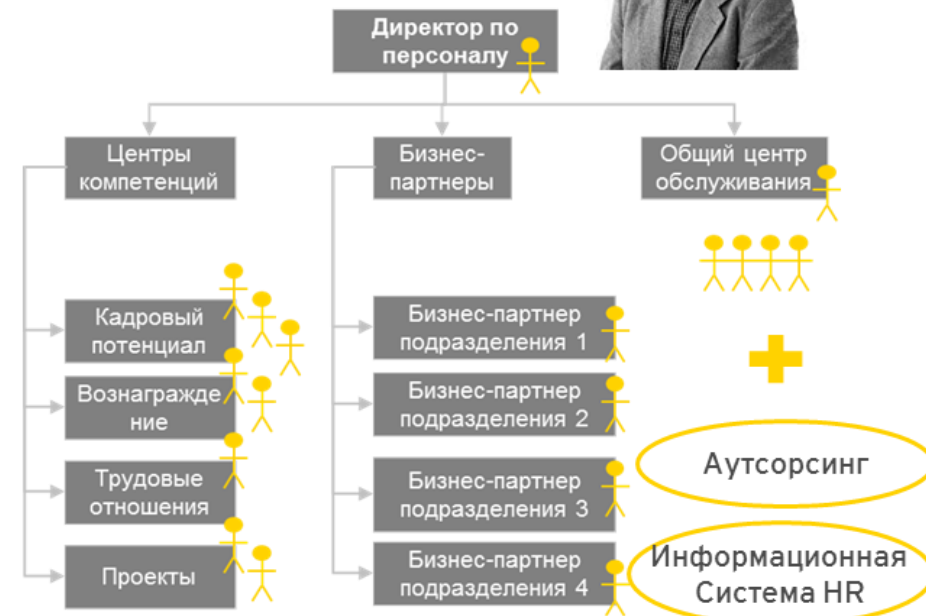 Директор по
персоналу
Центры
компетенций
Бизнес-
партнеры
Общий центр
обслуживания
Кадровый
потенциал
Вознагражде
ние
Трудовые
отношения
Проекты
Бизнес-партнер
подразделения 1
Бизнес-партнер
подразделения 2
Бизнес-партнер
подразделения 3
Бизнес-партнер
подразделения 4
Аутсорсинг
Информационная
Система HR